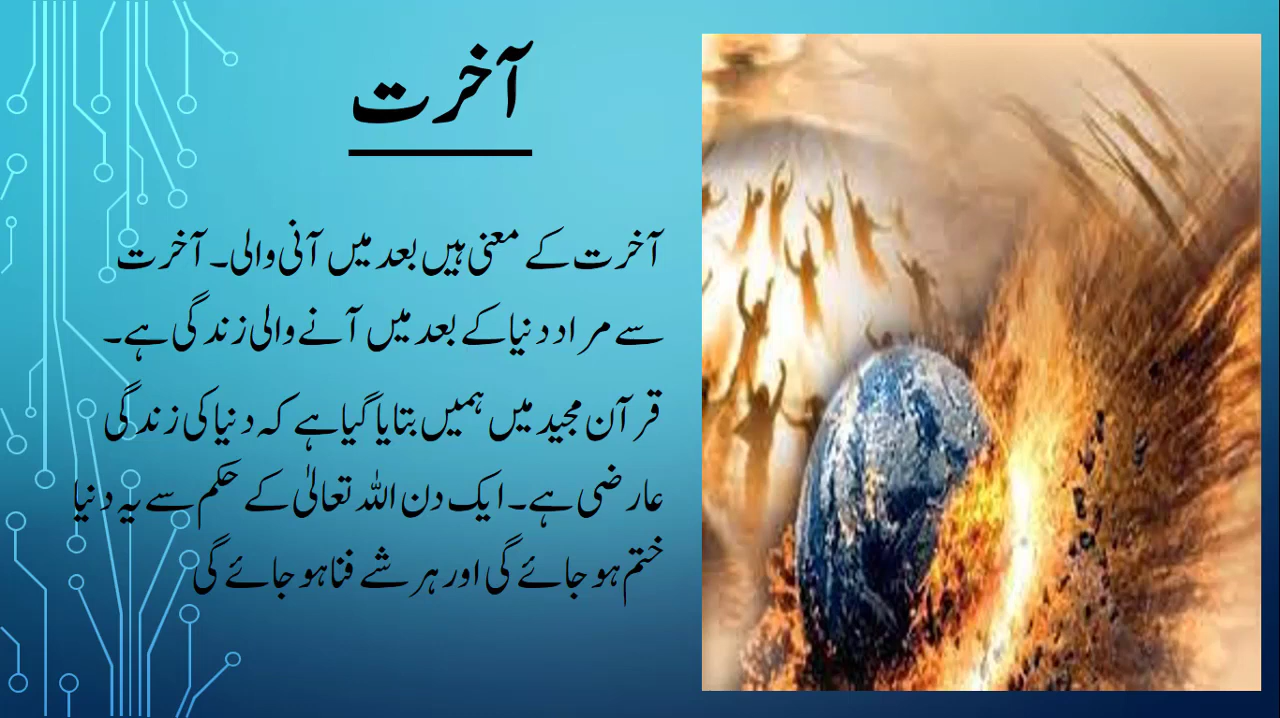 آخرت
آخرت کے معنی ہیں بعد میں آنی والی۔ آخرت
سے مراد دنیا کے بعد میں آنے والی زندگی ہے۔
قرآن مجید میں ہمیں بتایا گیا ہے کہ دنیا کی زندگی
عارضی ہے۔ ایک دن اللہ تعالیٰ کے حکم سے یہ دنیا
ختم ہو جائے گی اور ہر شے فنا ہو جائے گی